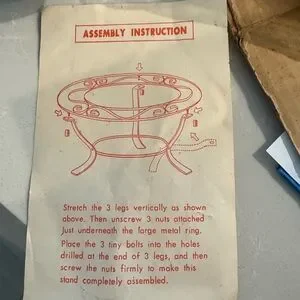 ASSEMBLY INSTRUCTION
Stretch the 3 legs vertically as shown
above. Then unscrew 3 nuts attached
Just underneath the large metal ring.
Place the 3 tiny bolts into the holes
drilled at the end of 3 legs, and then
screw the nuts firmly to make this
stand completely assembled.